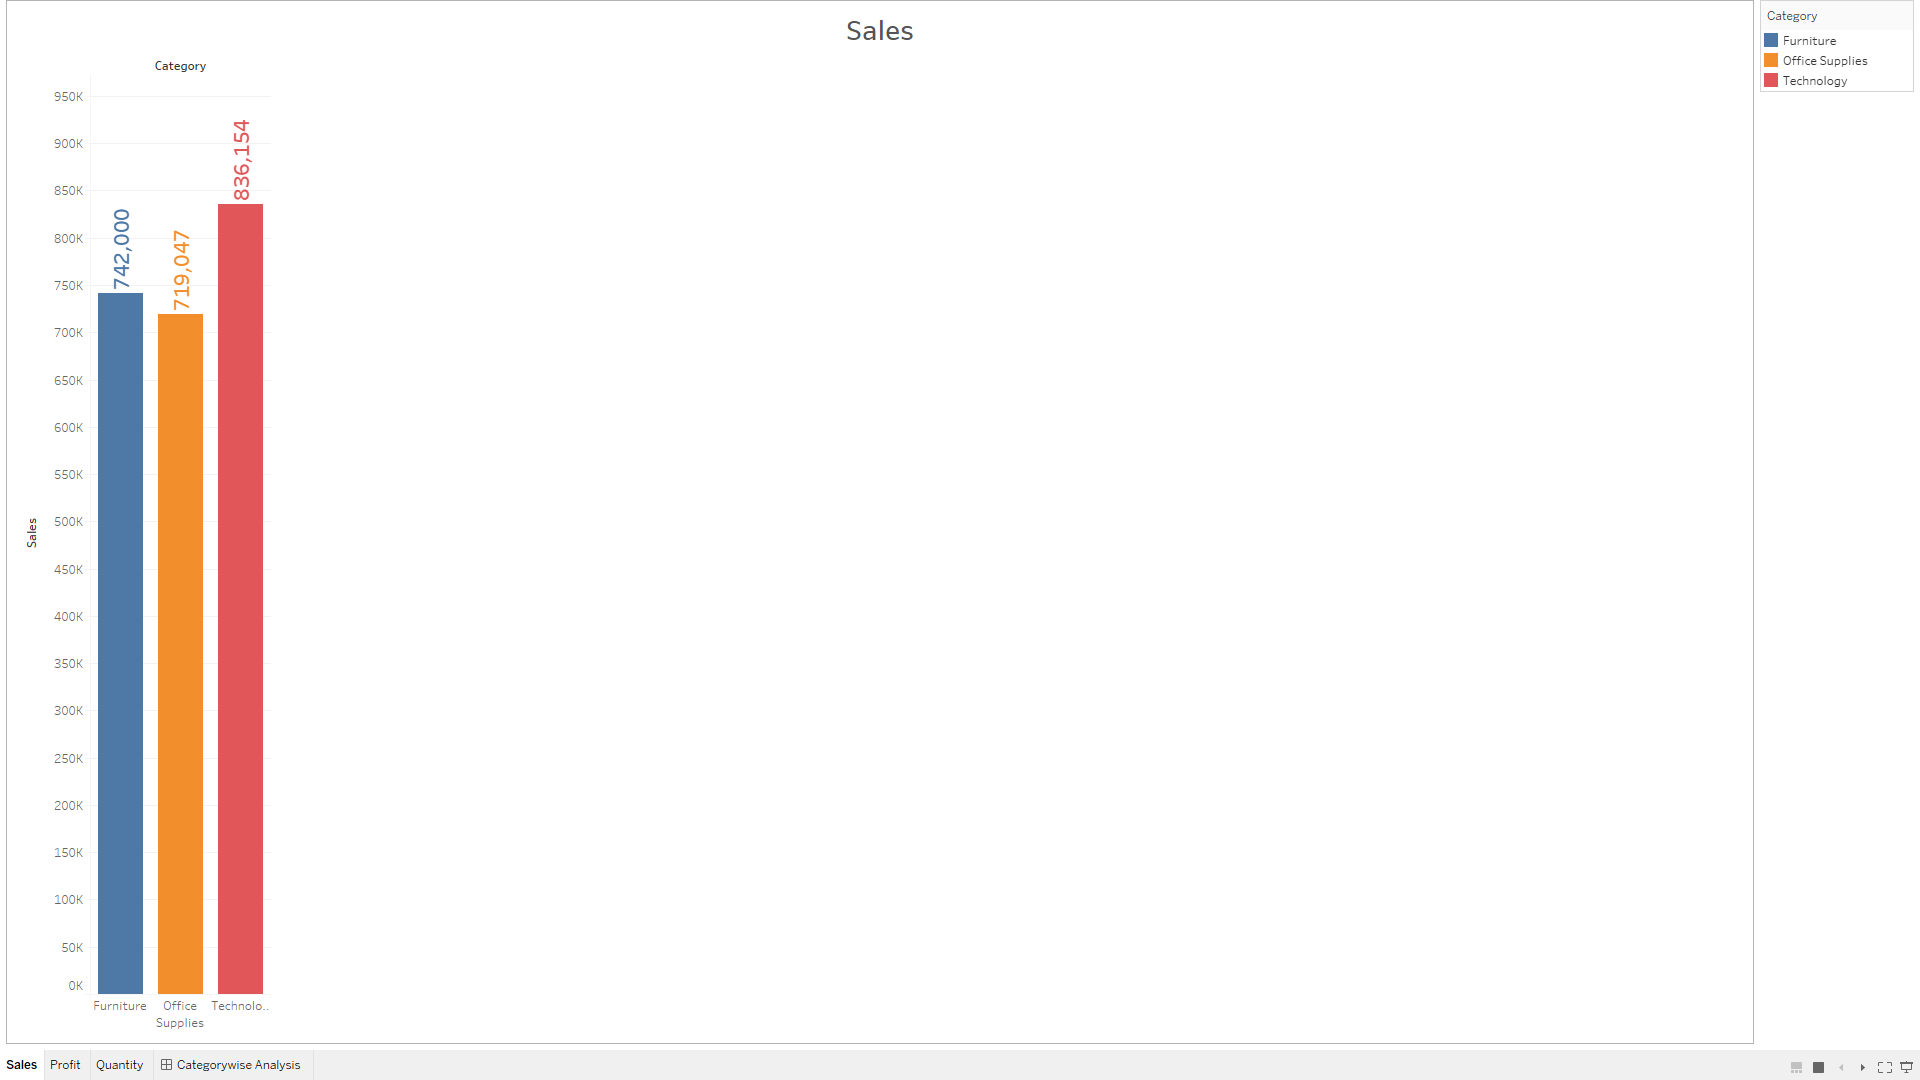 Sales
Category
Category
Furniture
Office Supplies
Technology
950K
900K
850K
800K
750K
700K
650K
600K
550K
500K
450K
400K
350K
300K
250K
200K
150K
100K
50K
0K
Sales
742,000
719,047
836,154
Furniture
Office
Supplies
Technolo..
Sales Profit Quantity Categorywise Analysis